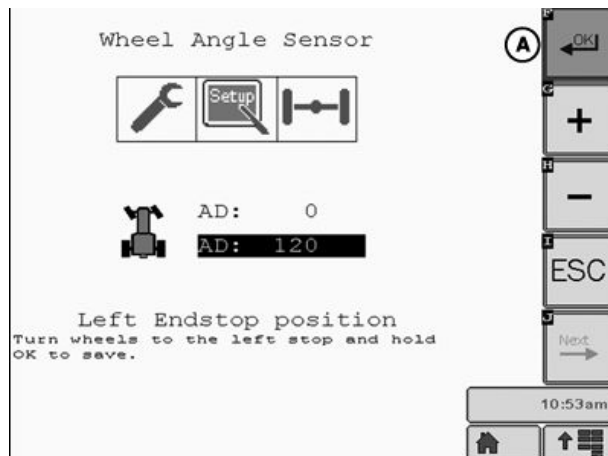 Wheel Angle Sensor
A
F
OK
Setup
G
+
H
−
AD: 0
AD: 120
I
ESC
Left Endstop position
Turn wheels to the left stop and hold
OK to save.
J
Next
10:53am